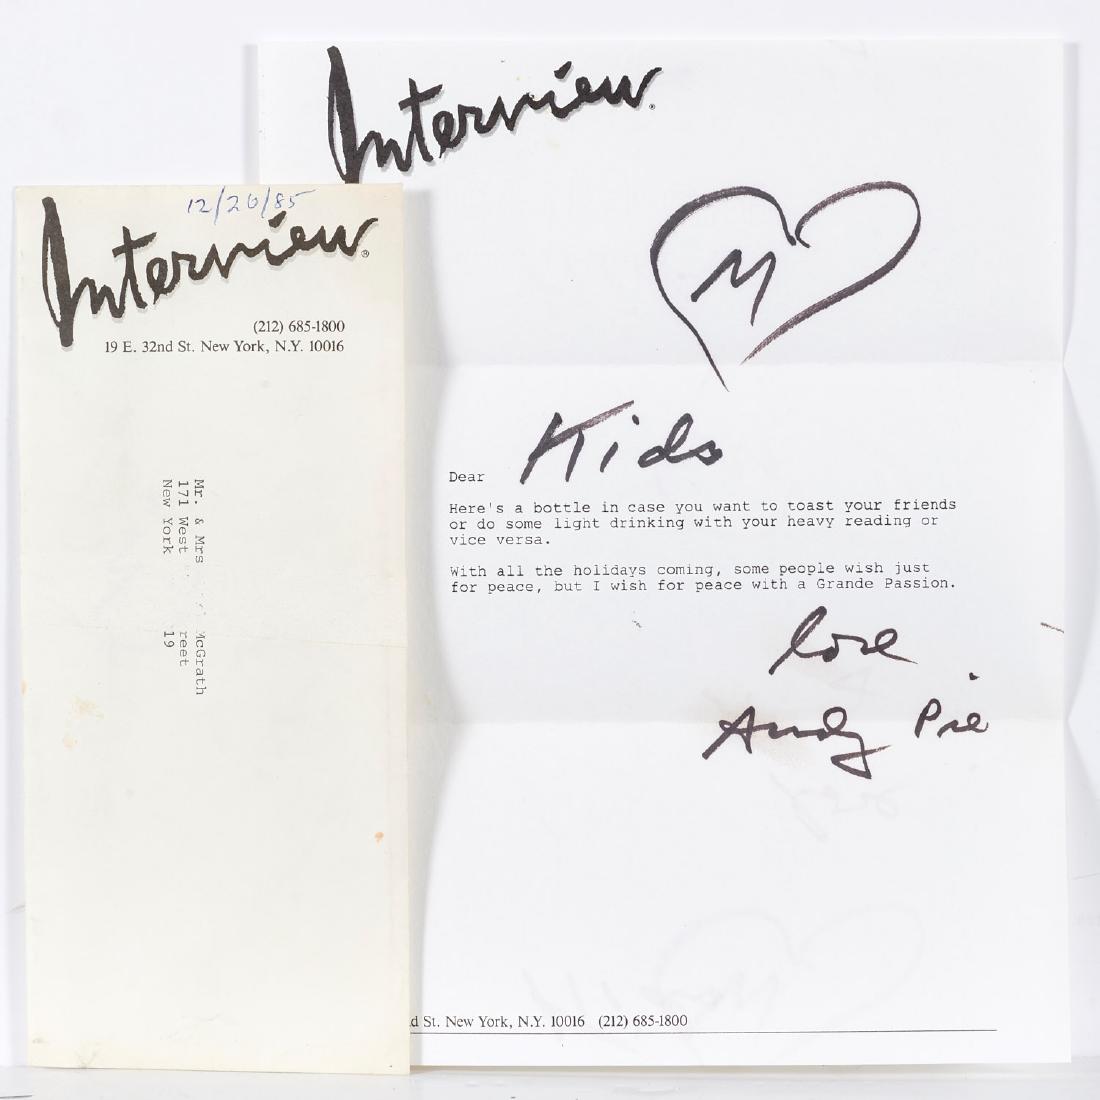 Interview®
12/20/85
Interview®
(212) 685-1800
19 E. 32nd St. New York, N.Y. 10016
Mr. & Mrs McGrath
171 West reet
New York 19
M
Dear Kids
Here's a bottle in case you want to toast your friends
or do some light drinking with your heavy reading or
vice versa.
With all the holidays coming, some people wish just
for peace, but I wish for peace with a Grande Passion.
love
Andy Pie
d St. New York, N.Y. 10016 (212) 685-1800